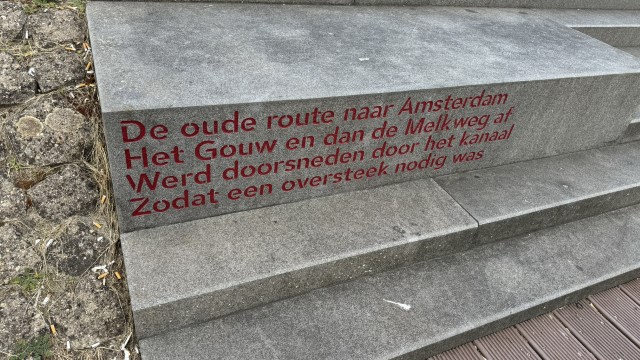 De oude route naar Amsterdam
Het Gouw en dan de Melkweg af
Werd doorsneden door het kanaal
Zodat een oversteek nodig was